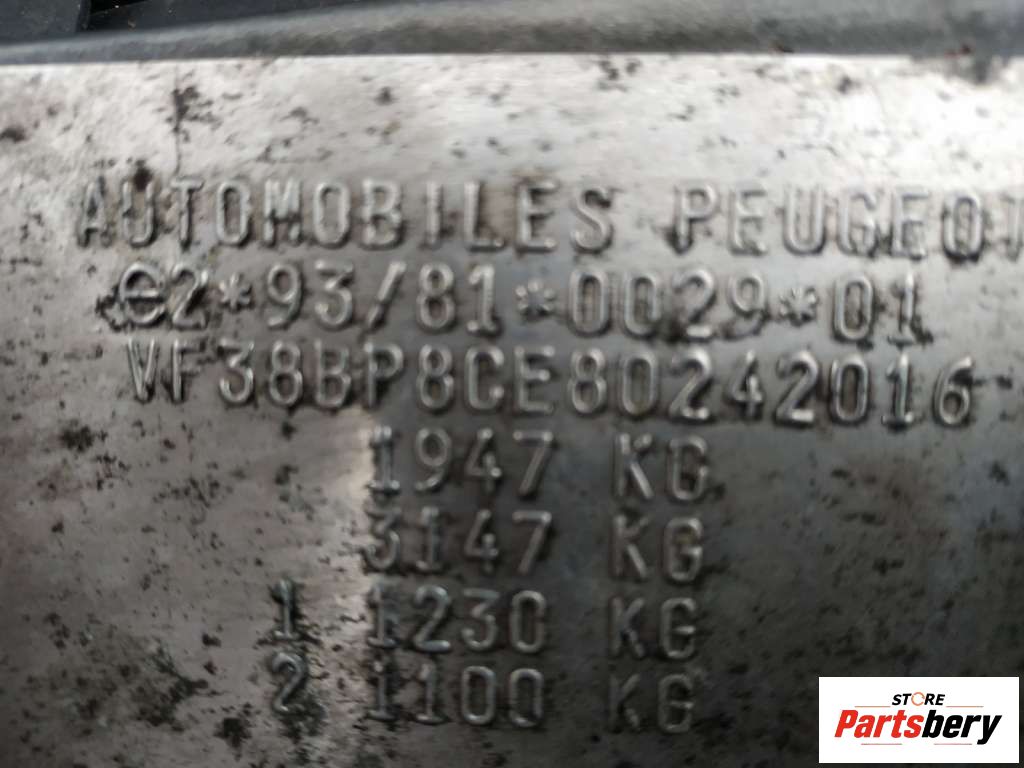 AUTOMOBILES PEUGEOT
e2*93/81*0029*01
VF38BP8CE80242016
1947 KG
3147 KG
1 1230 KG
2 1100 KG
STORE
Partsbery